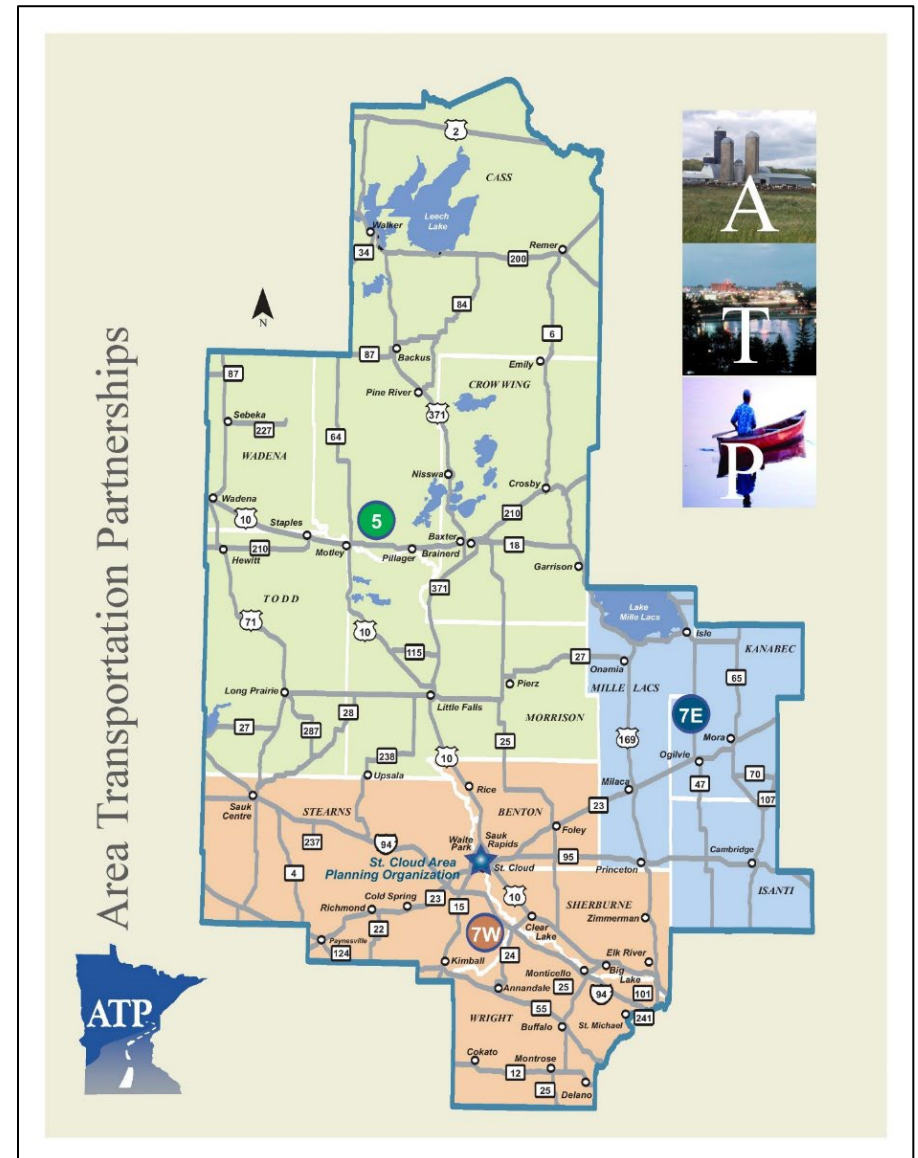 Area Transportation Partnerships
A
T
P
2
CASS
Leech
Lake
Walker
34
200
Remer
N
84
6
87
Backus
Emily
87
Pine River
CROW WING
371
Sebeka
227
64
WADENA
Nisswa
Crosby
Wadena
10
Staples
5
210
Baxter
18
210
Motley
Pillager
Brainerd
Hewitt
Garrison
371
TODD
Lake
Mille Lacs
71
10
Isle
KANABEC
115
27
Onamia
65
Long Prairie
Pierz
MILLE LACS
28
Little Falls
MORRISON
7E
27
287
169
Mora
25
Ogilvie
238
10
70
Upsala
47
Rice
Milaca
107
Sauk
Centre
STEARNS
BENTON
23
94
Waite
Park
Sauk
Rapids
Foley
237
St. Cloud Area
Planning Organization
St. Cloud
95
Cambridge
4
Princeton
Cold Spring
23
10
ISANTI
Richmond
15
SHERBURNE
22
7W
Clear
Lake
Zimmerman
Paynesville
124
24
Elk River
Kimball
Monticello
Big
Lake
25
Annandale
94
101
ATP
55
WRIGHT
St. Michael
241
Buffalo
Cokato
Montrose
12
25
Delano